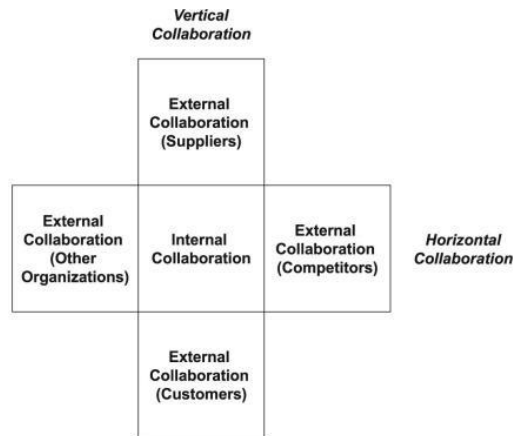 Vertical
Collaboration
External
Collaboration
(Suppliers)
External
Collaboration
(Other
Organizations)
Internal
Collaboration
External
Collaboration
(Competitors)
Horizontal
Collaboration
External
Collaboration
(Customers)